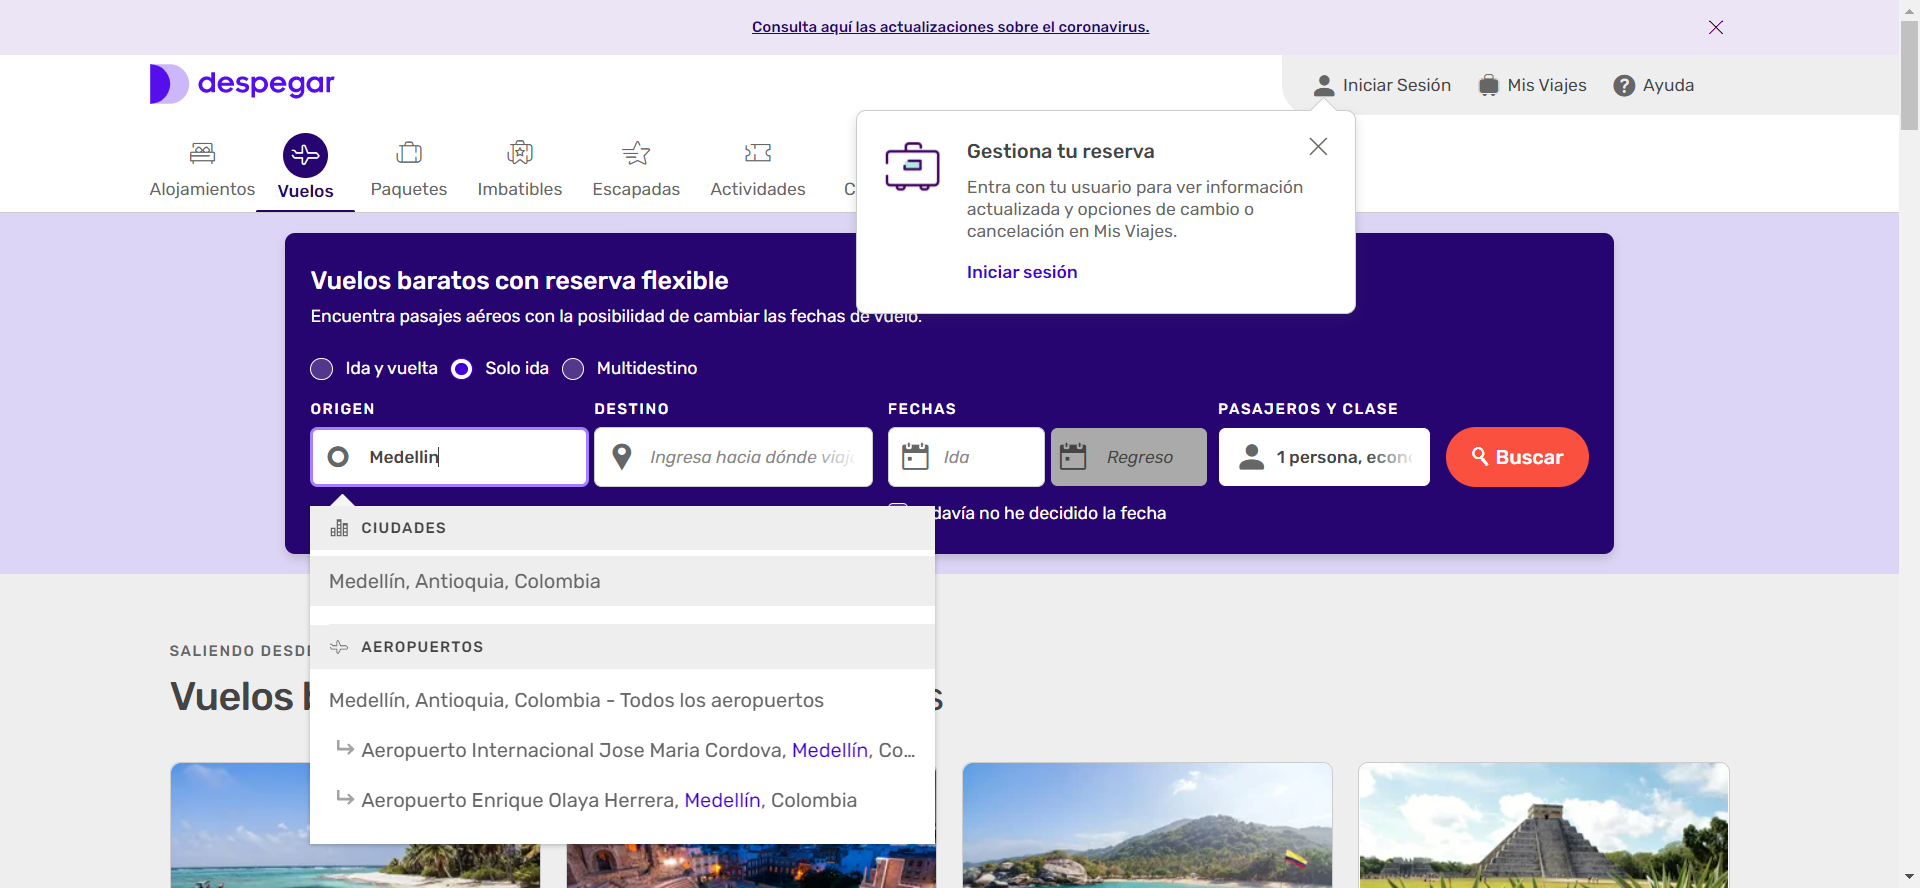 Consulta aquí las actualizaciones sobre el coronavirus.
despegar
Iniciar Sesión
Mis Viajes
Ayuda
Alojamientos
Vuelos
Paquetes
Imbatibles
Escapadas
Actividades
C
Gestiona tu reserva
Entra con tu usuario para ver información
actualizada y opciones de cambio o
cancelación en Mis Viajes.
Iniciar sesión
Vuelos baratos con reserva flexible
Encuentra pasajes aéreos con la posibilidad de cambiar las fechas de vuelo.
Ida y vuelta
Solo ida
Multidestino
ORIGEN
DESTINO
FECHAS
PASAJEROS Y CLASE
Medellin
Ingresa hacia dónde viaj
Ida
Regreso
1 persona, econ
Buscar
davía no he decidido la fecha
CIUDADES
Medellín, Antioquia, Colombia
AEROPUERTOS
Medellín, Antioquia, Colombia - Todos los aeropuertos
Aeropuerto Internacional Jose Maria Cordova, Medellín, Co...
Aeropuerto Enrique Olaya Herrera, Medellín, Colombia
SALIENDO DESDE
Vuelos